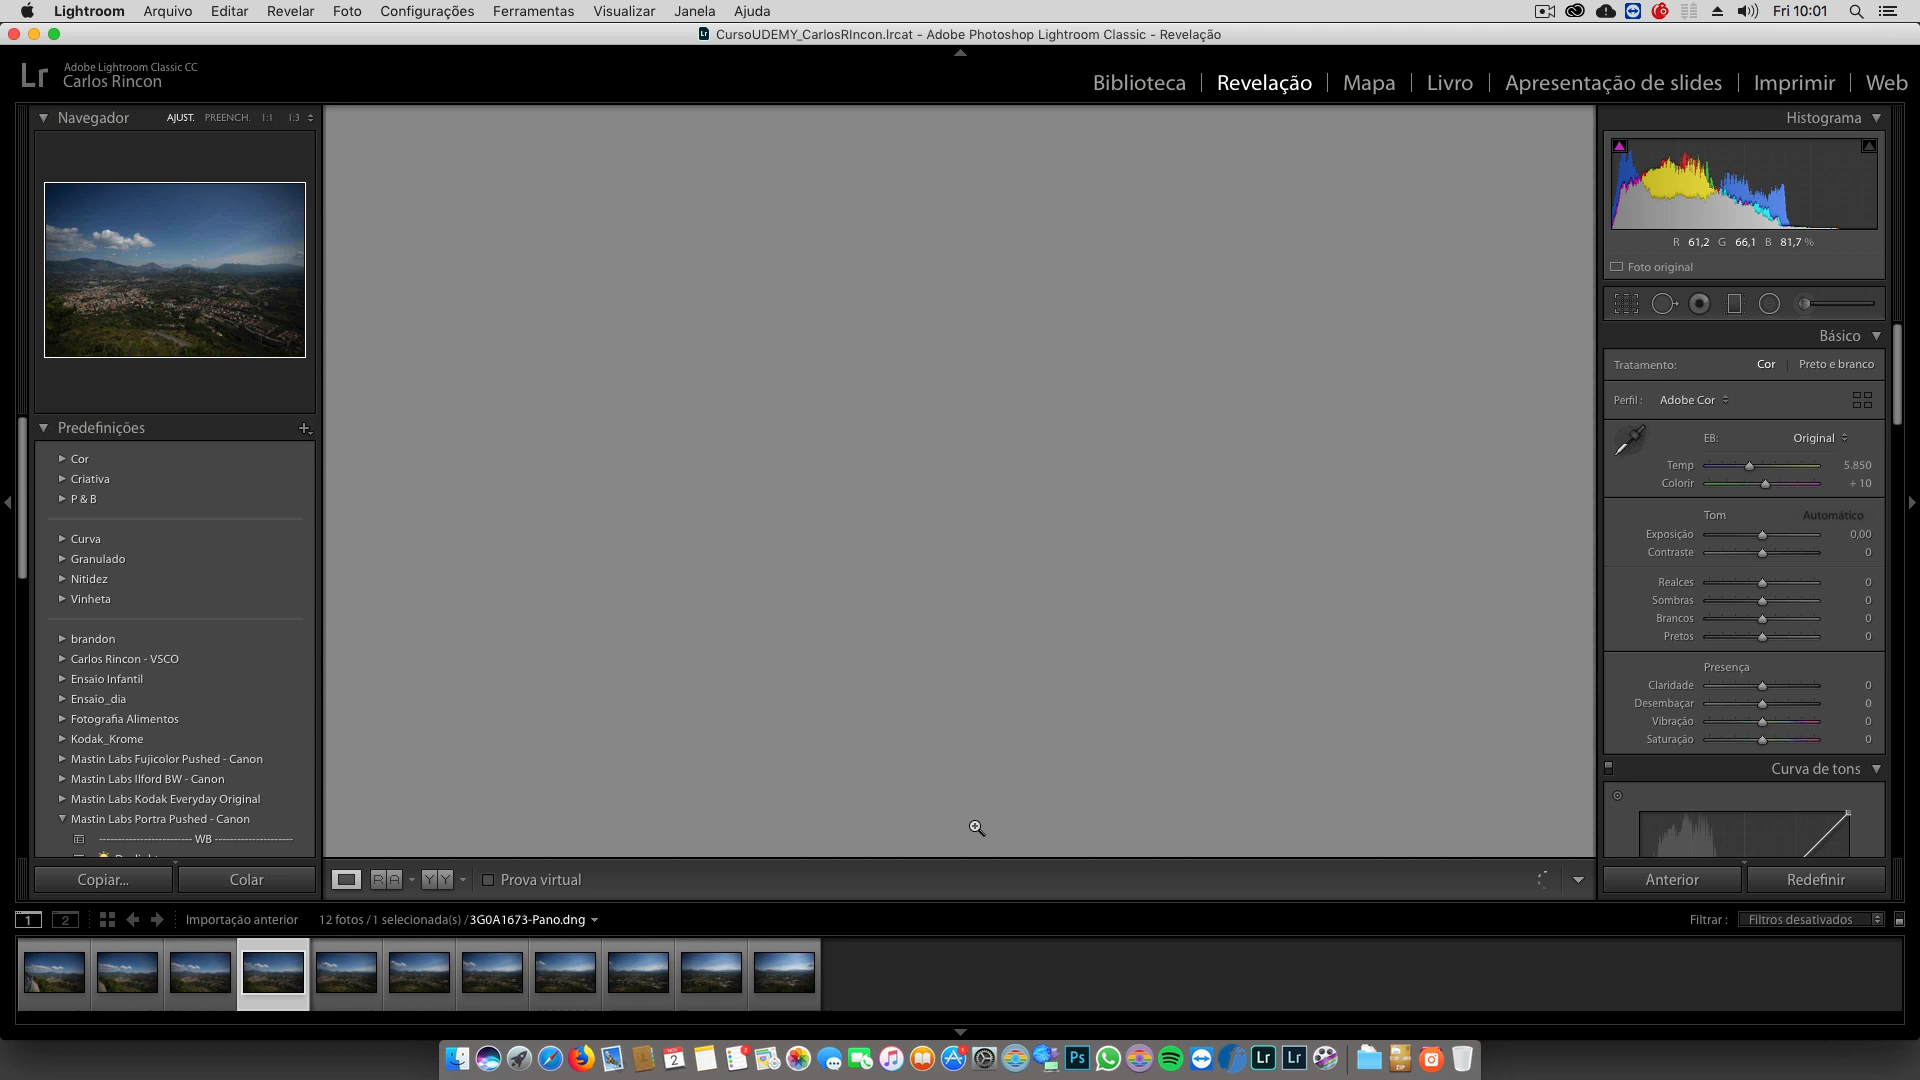 Lightroom Arquivo Editar Revelar Foto Configurações Ferramentas Visualizar Janela Ajuda Fri 10:01
CursoUDEMY_CarlosRIncon.lrcat - Adobe Photoshop Lightroom Classic - Revelação
Lr Adobe Lightroom Classic CC
Carlos Rincon
Biblioteca | Revelação | Mapa | Livro | Apresentação de slides | Imprimir | Web
Navegador AJUST. PREENCH. 1:1 1:3
Predefinições
Cor
Criativa
P & B
Curva
Granulado
Nitidez
Vinheta
brandon
Carlos Rincon - VSCO
Ensaio Infantil
Ensaio_dia
Fotografia Alimentos
Kodak_Krome
Mastin Labs Fujicolor Pushed - Canon
Mastin Labs Ilford BW - Canon
Mastin Labs Kodak Everyday Original
Mastin Labs Portra Pushed - Canon
------------------------- WB ---------------------
Copiar... Colar
R A Y Y Prova virtual
Histograma
R 61,2 G 66,1 B 81,7 %
Foto original
Básico
Tratamento: Cor | Preto e branco
Perfil : Adobe Cor
EB: Original
Temp 5.850
Colorir + 10
Tom Automático
Exposição 0,00
Contraste 0
Realces 0
Sombras 0
Brancos 0
Pretos 0
Presença
Claridade 0
Desembaçar 0
Vibração 0
Saturação 0
Curva de tons
Anterior Redefinir
1 2 Importação anterior 12 fotos /1 selecionada(s) /3G0A1673-Pano.dng Filtrar : Filtros desativados
2 Ps Lr Lr ZIP